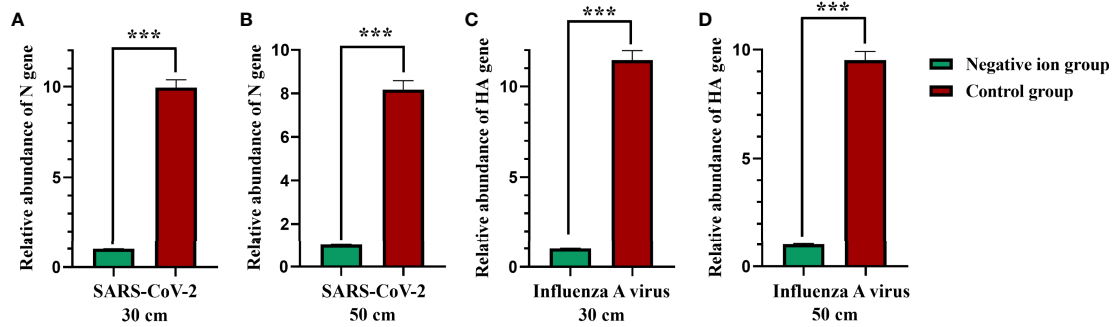 A
Relative abundance of N gene
10
5
0
***
SARS-CoV-2
30 cm
B
Relative abundance of N gene
10
8
6
4
2
0
***
SARS-CoV-2
50 cm
C
Relative abundance of HA gene
10
5
0
***
Influenza A virus
30 cm
D
Relative abundance of HA gene
10
5
0
***
Influenza A virus
50 cm
Negative ion group
Control group